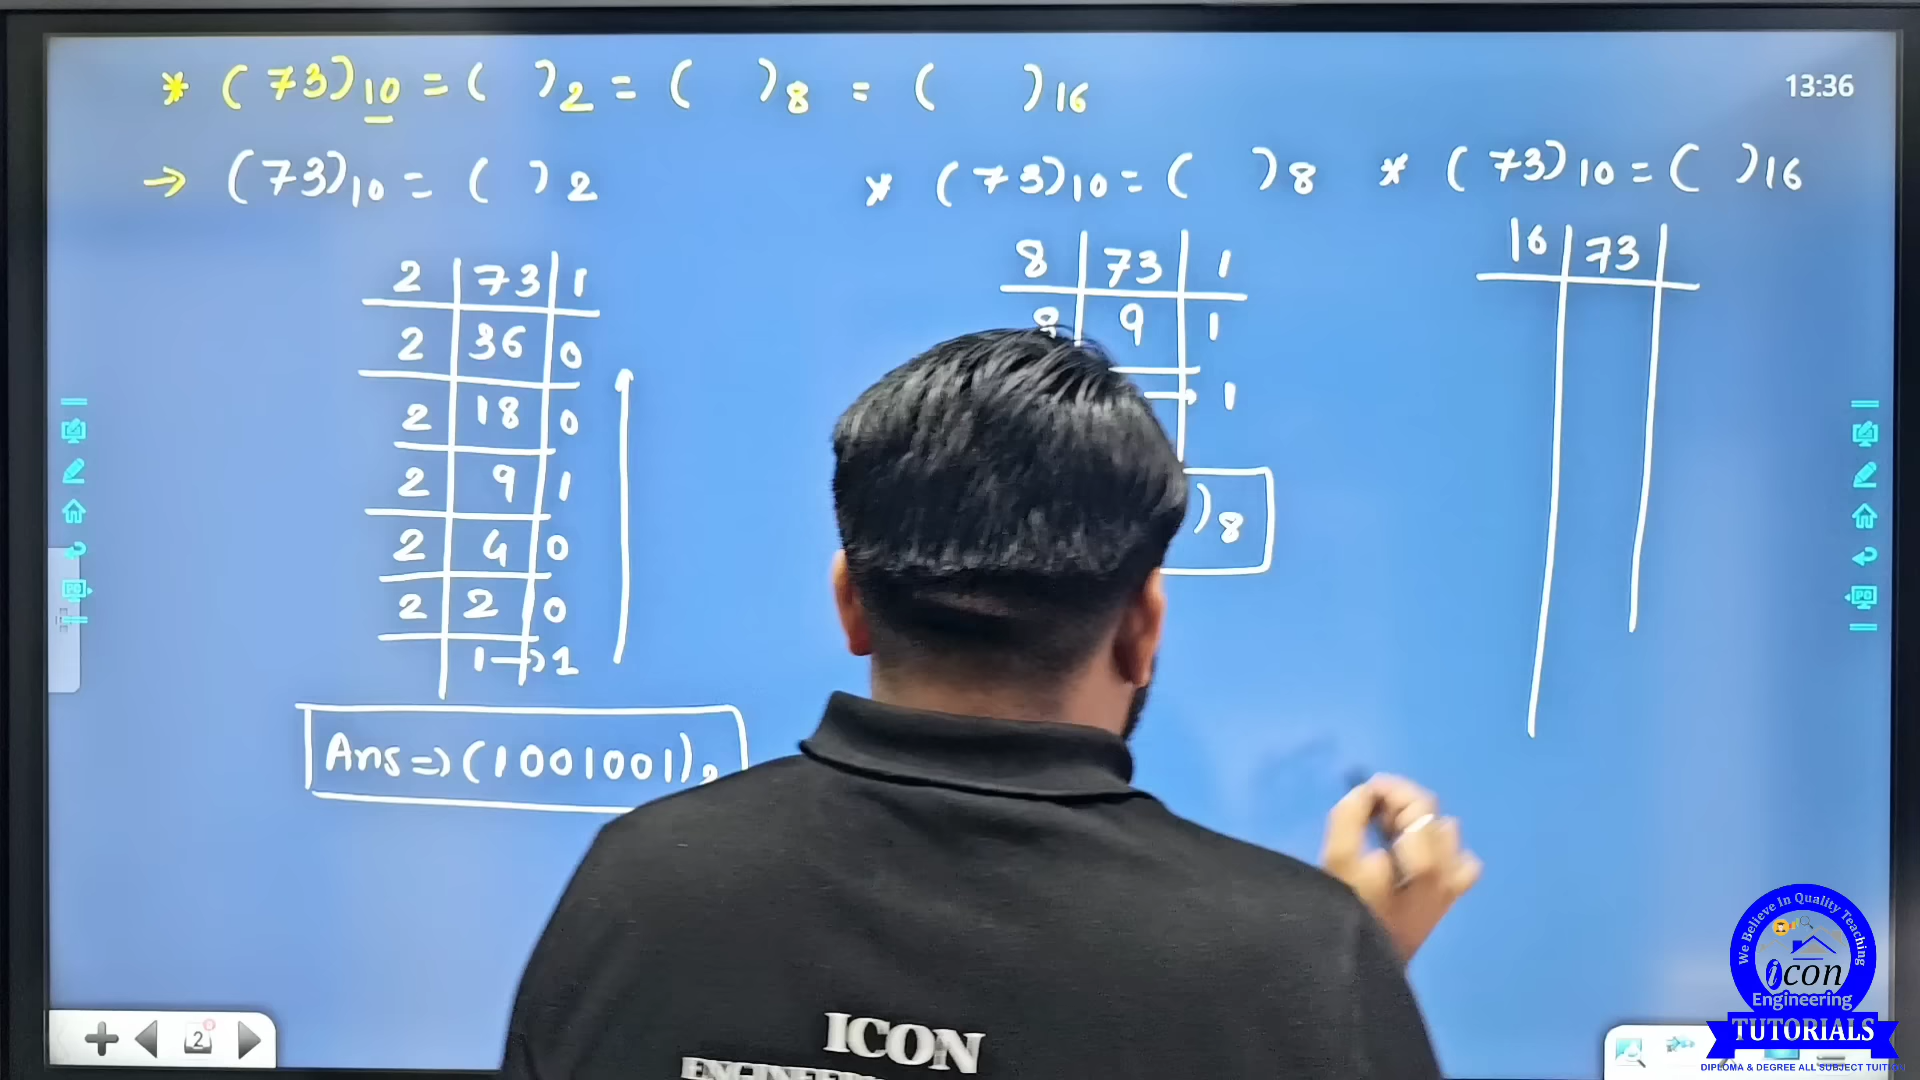 * (73)10 = ( )2 = ( )8 = ( )16
13:36
→ (73)10 = ( )2
* (73)10 = ( )8
* (73)10 = ( )16
2 | 73 | 1
2 | 36 | 0
2 | 18 | 0
2 | 9 | 1
2 | 4 | 0
2 | 2 | 0
1 → 1
Ans ⇒ (1001001)2
8 | 73 | 1
8 | 9 | 1
→ 1
)8
16 | 73
2
ICON
We Believe In Quality Teaching
icon
Engineering
TUTORIALS
DIPLOMA & DEGREE ALL SUBJECT TUITION